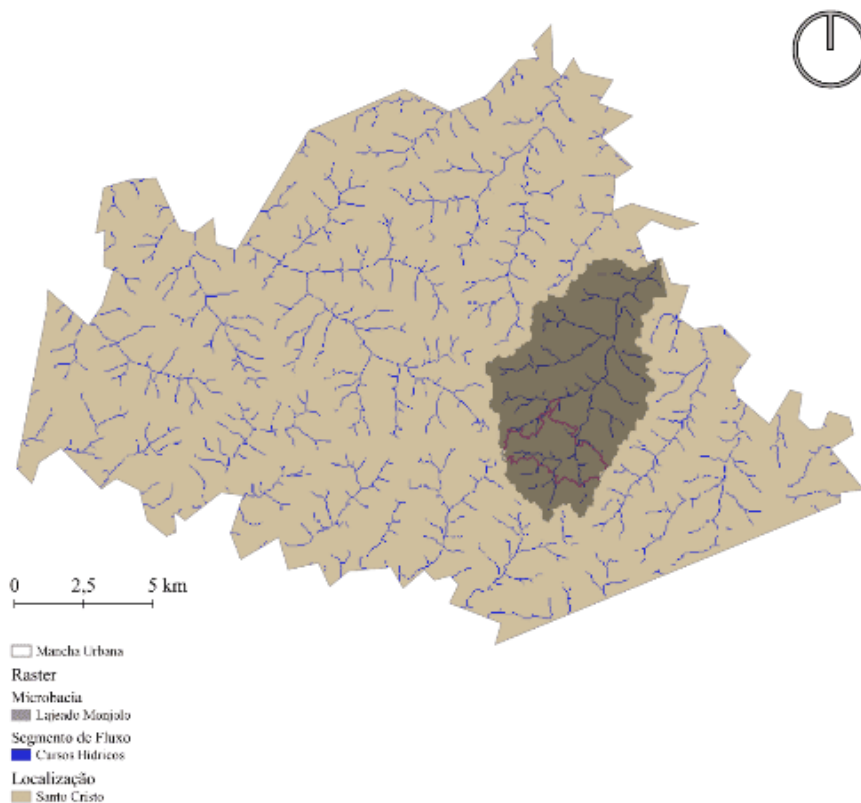 0 2,5 5 km
Mancha Urbana
Raster
Microbacia
Lajeado Monjolo
Segmento de Fluxo
Cursos Hídricos
Localização
Santo Cristo